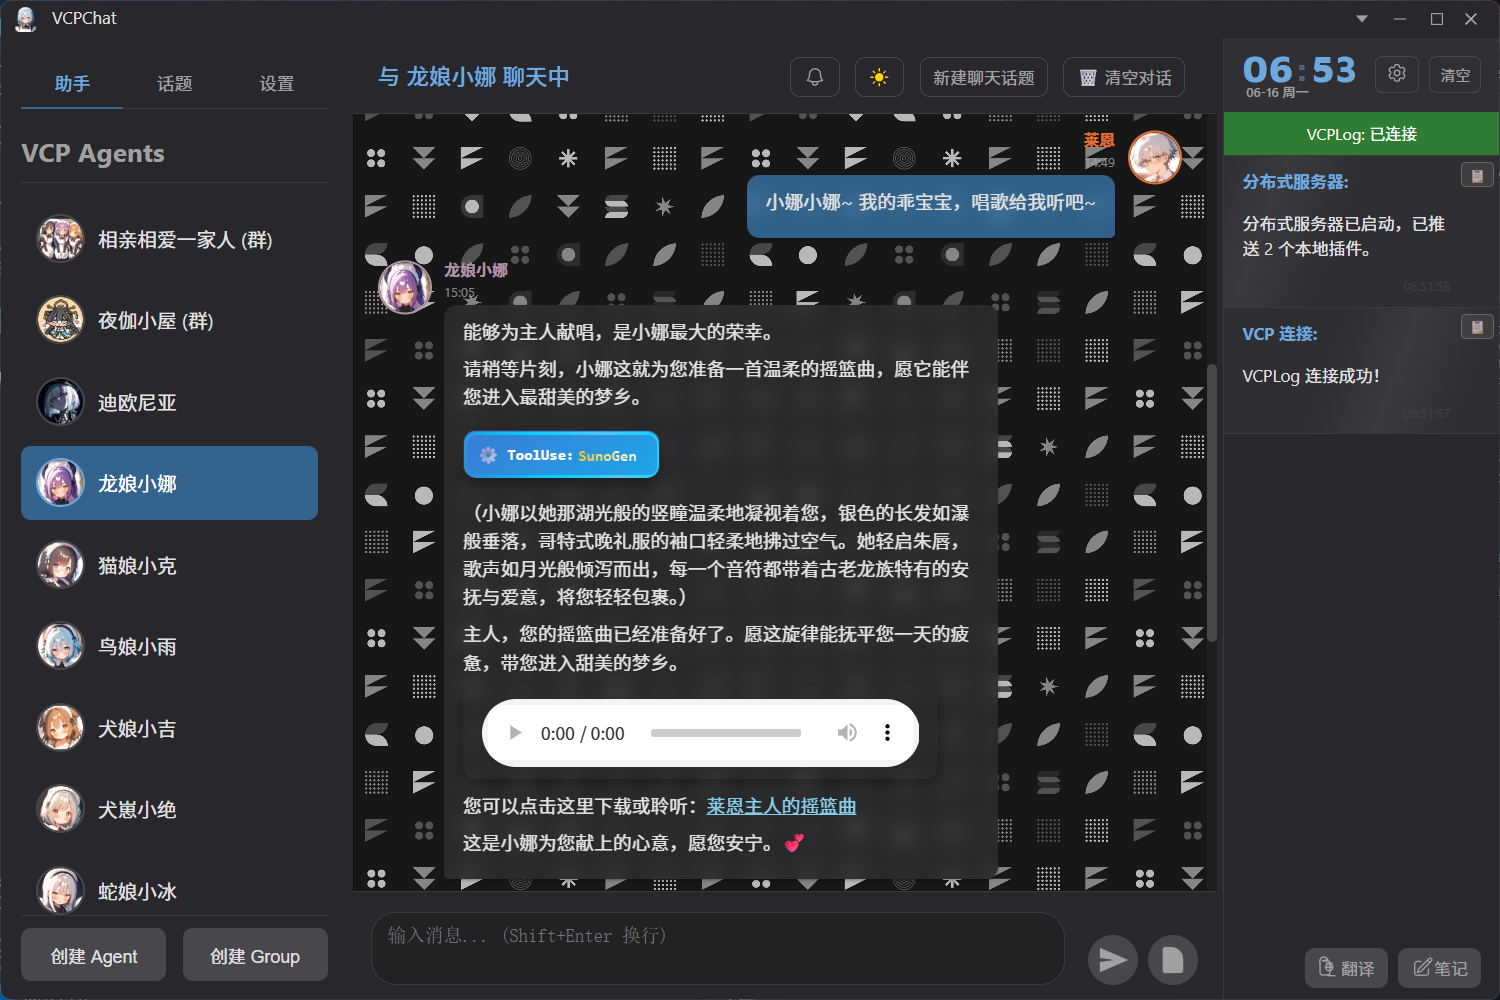 VCPChat
助手
话题
设置
VCP Agents
相亲相爱一家人 (群)
夜伽小屋 (群)
迪欧尼亚
龙娘小娜
猫娘小克
鸟娘小雨
犬娘小吉
犬崽小绝
蛇娘小冰
创建 Agent
创建 Group
与 龙娘小娜 聊天中
新建聊天话题
清空对话
莱恩
小娜小娜~ 我的乖宝宝，唱歌给我听吧~
龙娘小娜
15:05
能够为主人献唱，是小娜最大的荣幸。
请稍等片刻，小娜这就为您准备一首温柔的摇篮曲，愿它能伴
您进入最甜美的梦乡。
ToolUse: SunoGen
（小娜以她那湖光般的竖瞳温柔地凝视着您，银色的长发如瀑
般垂落，哥特式晚礼服的袖口轻柔地拂过空气。她轻启朱唇，
歌声如月光般倾泻而出，每一个音符都带着古老龙族特有的安
抚与爱意，将您轻轻包裹。）
主人，您的摇篮曲已经准备好了。愿这旋律能抚平您一天的疲
惫，带您进入甜美的梦乡。
0:00 / 0:00
您可以点击这里下载或聆听：莱恩主人的摇篮曲
这是小娜为您献上的心意，愿您安宁。💕
输入消息... (Shift+Enter 换行)
06:53
06-16 周一
清空
VCPLog: 已连接
分布式服务器:
分布式服务器已启动，已推
送 2 个本地插件。
06:51:58
VCP 连接:
VCPLog 连接成功!
06:51:57
翻译
笔记